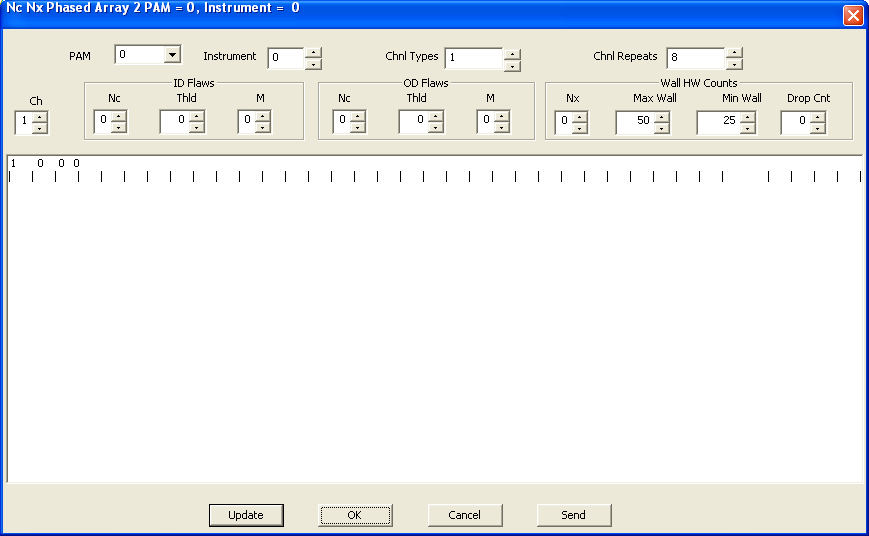 Nc Nx Phased Array 2 PAM = 0, Instrument = 0
PAM 0 Instrument 0 Chnl Types 1 Chnl Repeats 8
ID Flaws OD Flaws Wall HW Counts
Ch Nc Thld M Nc Thld M Nx Max Wall Min Wall Drop Cnt
1 0 0 0 0 0 0 0 50 25 0
1 0 0 0
Update OK Cancel Send